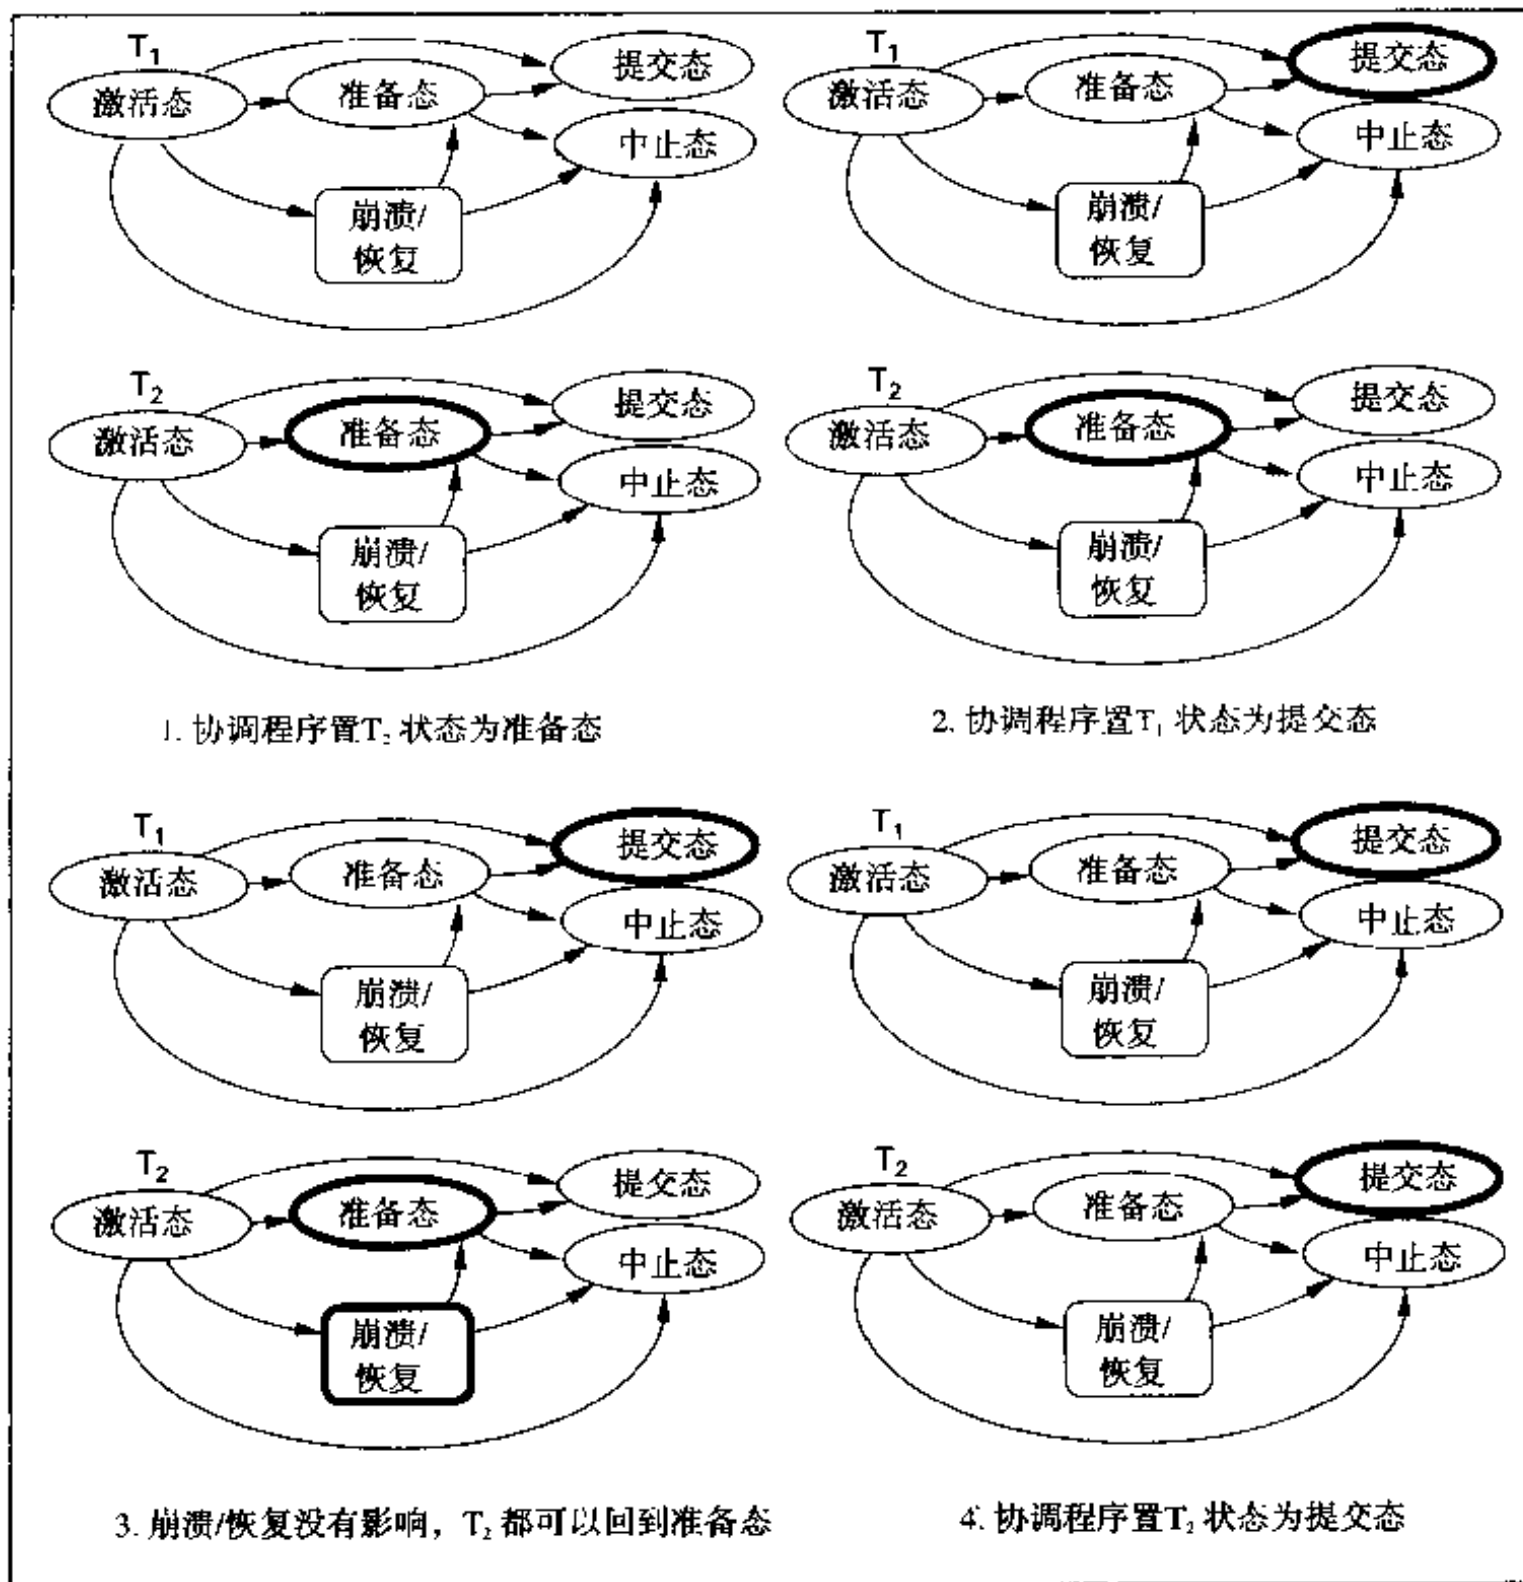 T₁
激活态
准备态
提交态
中止态
崩溃/
恢复
T₁
激活态
准备态
提交态
中止态
崩溃/
恢复
T₂
激活态
准备态
提交态
中止态
崩溃/
恢复
T₂
激活态
准备态
提交态
中止态
崩溃/
恢复
1. 协调程序置T₂ 状态为准备态
2. 协调程序置T₁ 状态为提交态
T₁
激活态
准备态
提交态
中止态
崩溃/
恢复
T₁
激活态
准备态
提交态
中止态
崩溃/
恢复
T₂
激活态
准备态
提交态
中止态
崩溃/
恢复
T₂
激活态
准备态
提交态
中止态
崩溃/
恢复
3. 崩溃/恢复没有影响，T₂ 都可以回到准备态
4. 协调程序置T₂ 状态为提交态